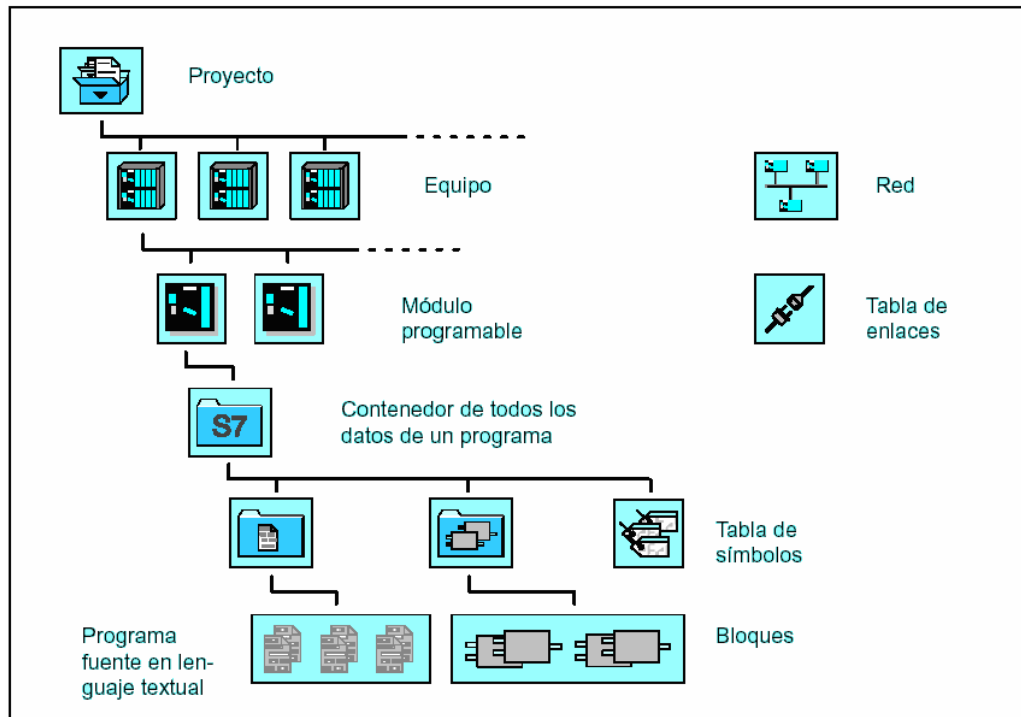 Proyecto
Equipo
Red
Módulo
programable
Tabla de
enlaces
S7
Contenedor de todos los
datos de un programa
Tabla de
símbolos
Programa
fuente en len-
guaje textual
Bloques